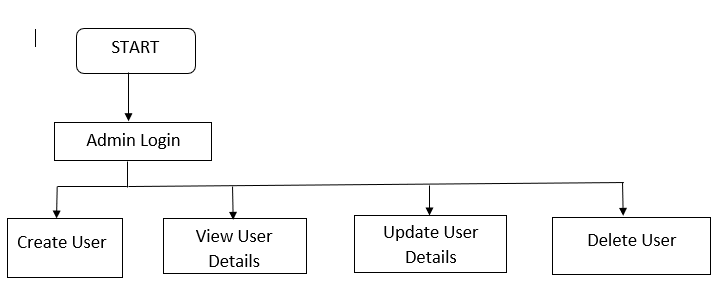 START
Admin Login
Create User
View User
Details
Update User
Details
Delete User